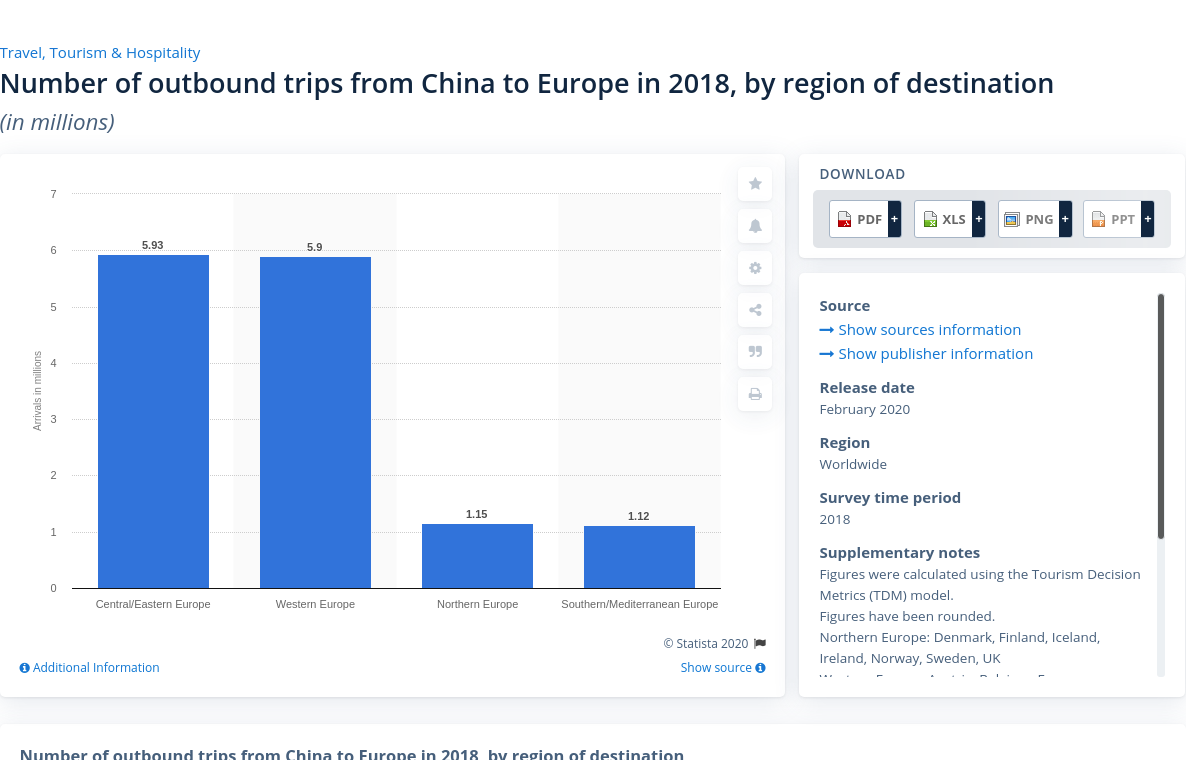 Travel, Tourism & Hospitality
Number of outbound trips from China to Europe in 2018, by region of destination
(in millions)
7
6
5
4
3
2
1
0
Arrivals in millions
5.93
5.9
1.15
1.12
Central/Eastern Europe
Western Europe
Northern Europe
Southern/Mediterranean Europe
© Statista 2020
Additional Information
Show source
DOWNLOAD
PDF +
XLS +
PNG +
PPT +
Source
Show sources information
Show publisher information
Release date
February 2020
Region
Worldwide
Survey time period
2018
Supplementary notes
Figures were calculated using the Tourism Decision
Metrics (TDM) model.
Figures have been rounded.
Northern Europe: Denmark, Finland, Iceland,
Ireland, Norway, Sweden, UK
Number of outbound trips from China to Europe in 2018, by region of destination